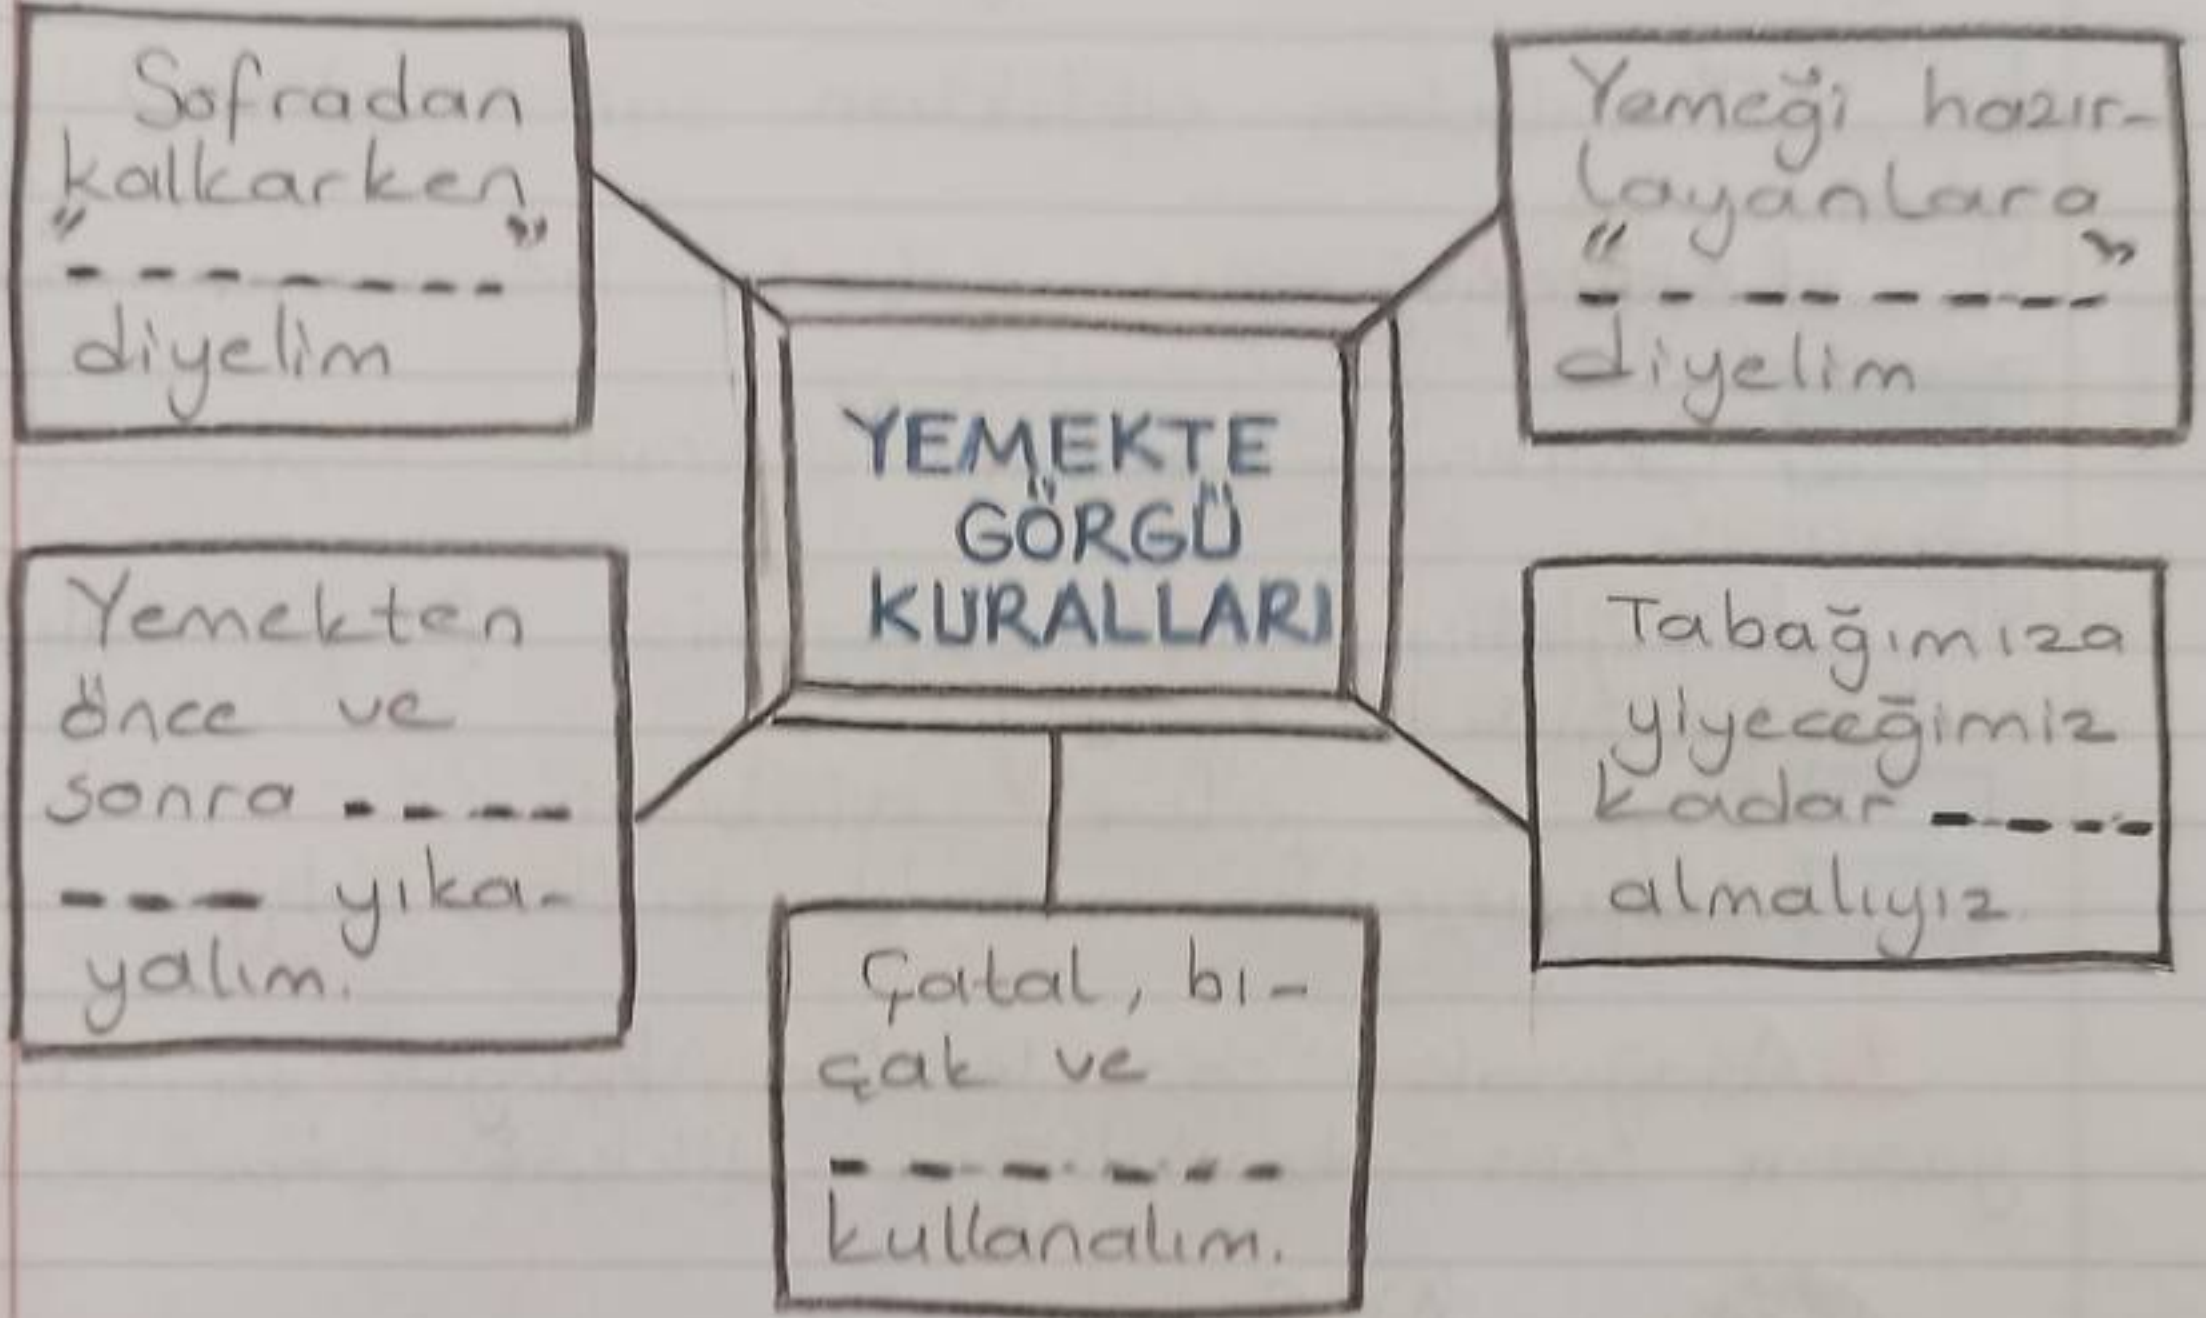 Sofradan
kalkarken
" "
- - - - - - -
diyelim
Yemeği hazır-
layanlara
" "
- - - - - - - -
diyelim
YEMEKTE
GÖRGÜ
KURALLARI
Yemekten
önce ve
sonra - - - -
- - - yıka-
yalım.
Tabağımıza
yiyeceğimiz
kadar - - - -
almalıyız
Çatal, bı-
çak ve
- - - - - -
kullanalım.